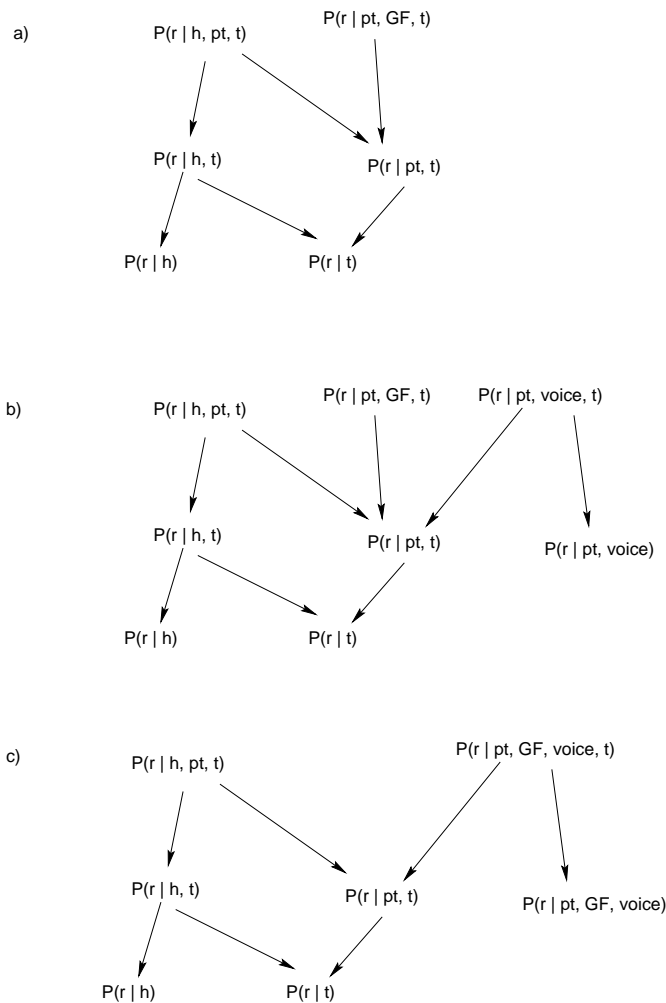 a)
P(r | h, pt, t)
P(r | pt, GF, t)
P(r | h, t)
P(r | pt, t)
P(r | h)
P(r | t)
b)
P(r | h, pt, t)
P(r | pt, GF, t)
P(r | pt, voice, t)
P(r | h, t)
P(r | pt, t)
P(r | pt, voice)
P(r | h)
P(r | t)
c)
P(r | h, pt, t)
P(r | pt, GF, voice, t)
P(r | h, t)
P(r | pt, t)
P(r | pt, GF, voice)
P(r | h)
P(r | t)